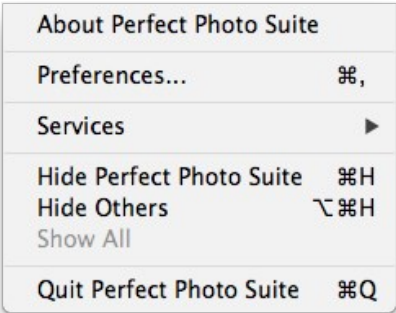 About Perfect Photo Suite
Preferences... ⌘,
Services ▶
Hide Perfect Photo Suite ⌘H
Hide Others ⌥⌘H
Show All
Quit Perfect Photo Suite ⌘Q